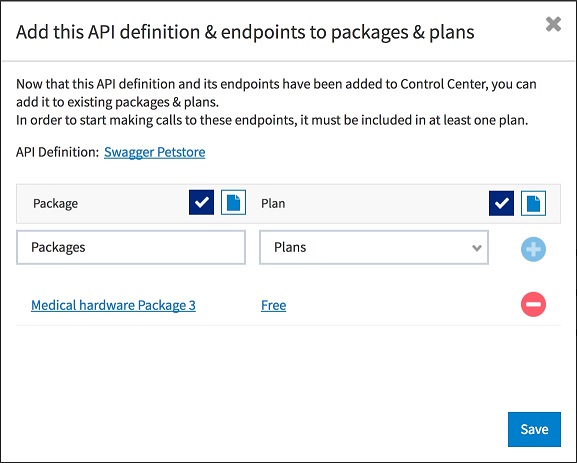 Add this API definition & endpoints to packages & plans
Now that this API definition and its endpoints have been added to Control Center, you can
add it to existing packages & plans.
In order to start making calls to these endpoints, it must be included in at least one plan.
API Definition: Swagger Petstore
Package Plan
Packages Plans
Medical hardware Package 3 Free
Save